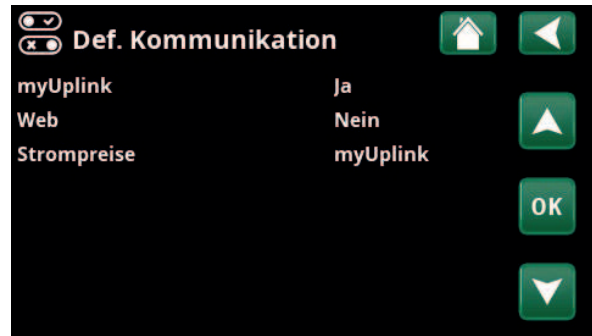 Def. Kommunikation
myUplink Ja
Web Nein
Strompreise myUplink
OK